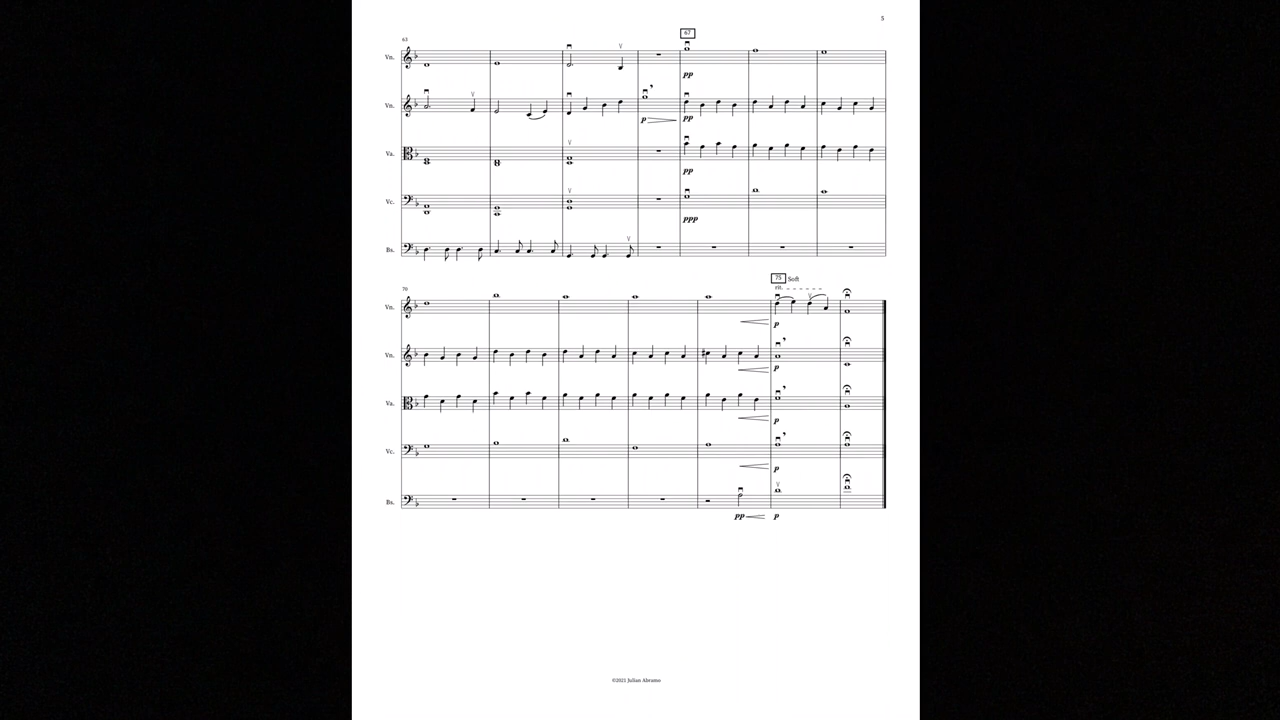 5
67
63
Vn.
pp
Vn.
p
pp
Va.
pp
Vc.
ppp
Bs.
75 Soft
rit.
70
Vn.
p
Vn.
p
Va.
p
Vc.
p
Bs.
pp p
©2021 Julian Abramo